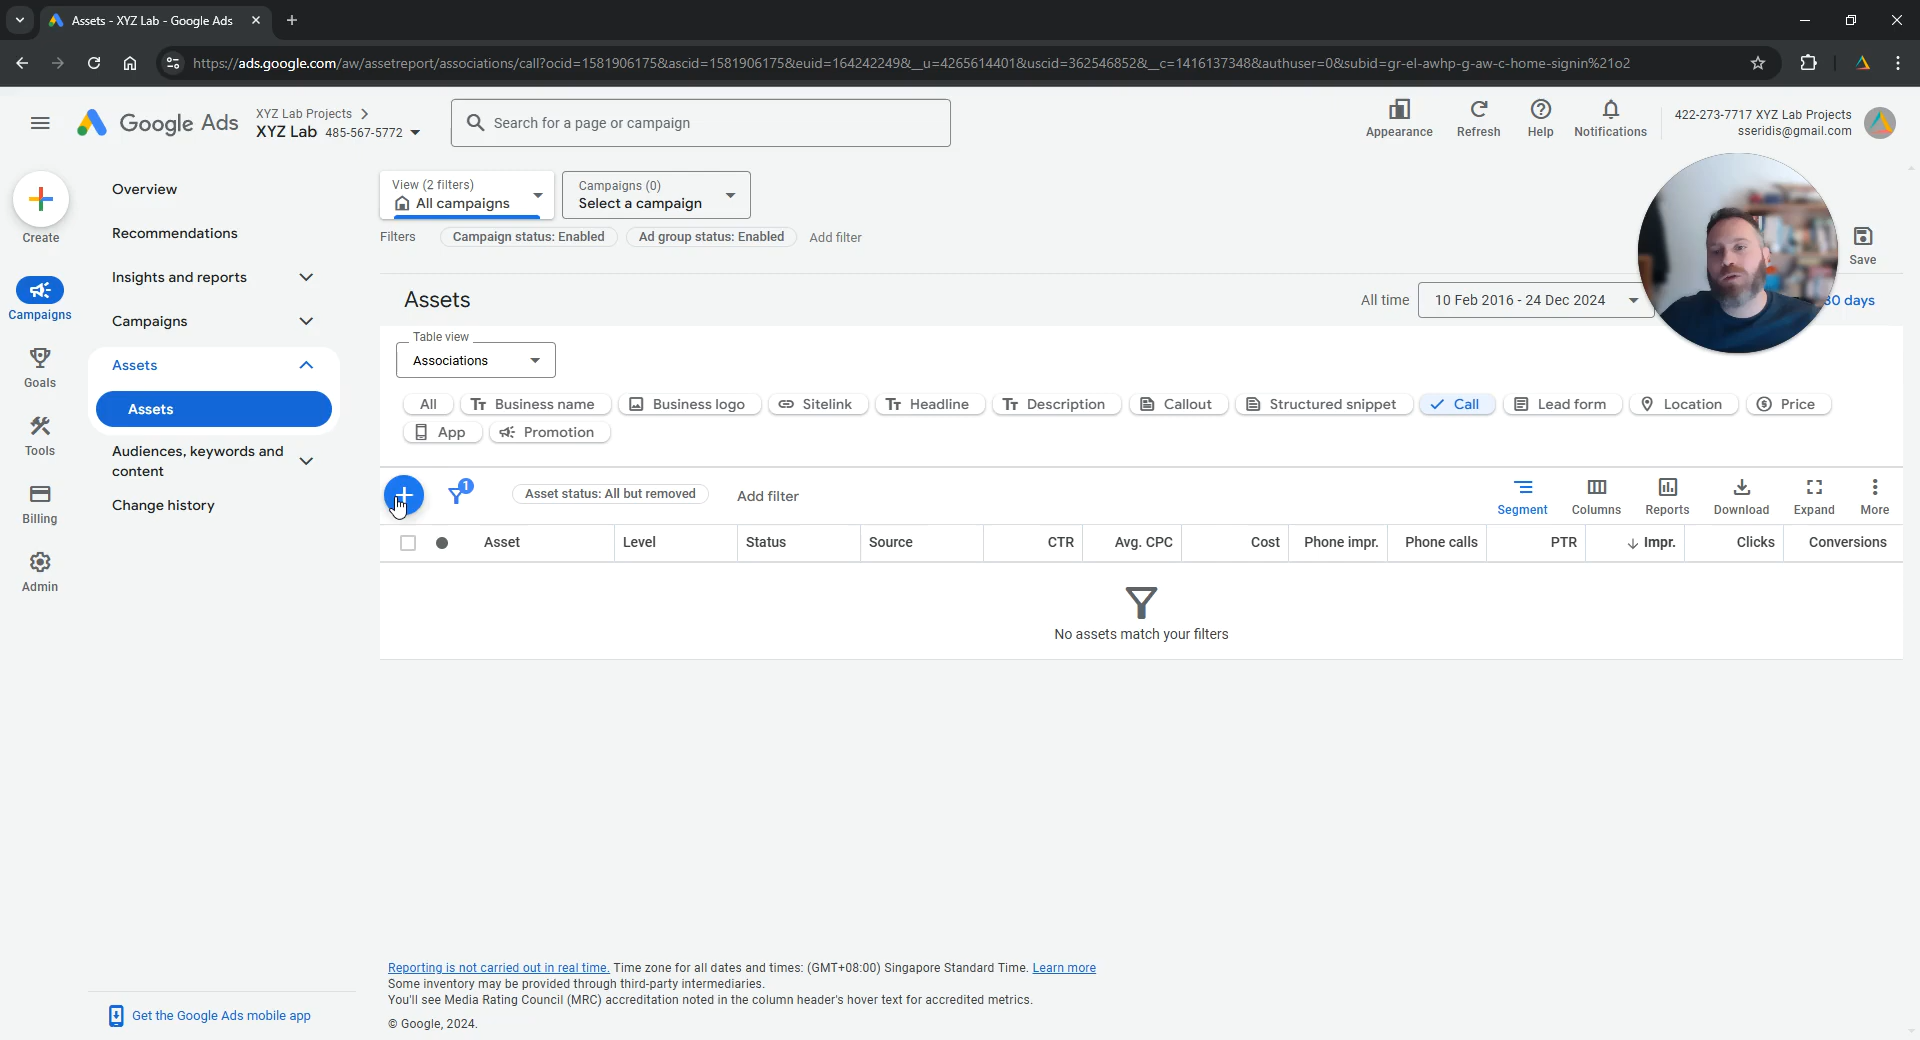 Assets - XYZ Lab - Google Ads
https://ads.google.com/aw/assetreport/associations/call?ocid=1581906175&ascid=1581906175&euid=164242249&__u=4265614401&uscid=362546852&__c=1416137348&authuser=0&subid=gr-el-awhp-g-aw-c-home-signin%21o2
Google Ads
XYZ Lab Projects
XYZ Lab 485-567-5772
Search for a page or campaign
Appearance
Refresh
Help
Notifications
422-273-7717 XYZ Lab Projects
sseridis@gmail.com
Create
Campaigns
Goals
Tools
Billing
Admin
Overview
Recommendations
Insights and reports
Campaigns
Assets
Assets
Audiences, keywords and
content
Change history
Get the Google Ads mobile app
View (2 filters)
All campaigns
Campaigns (0)
Select a campaign
Filters
Campaign status: Enabled
Ad group status: Enabled
Add filter
Save
Assets
All time
10 Feb 2016 - 24 Dec 2024
30 days
Table view
Associations
All
Business name
Business logo
Sitelink
Headline
Description
Callout
Structured snippet
Call
Lead form
Location
Price
App
Promotion
1
Asset status: All but removed
Add filter
Segment
Columns
Reports
Download
Expand
More
Asset
Level
Status
Source
CTR
Avg. CPC
Cost
Phone impr.
Phone calls
PTR
Impr.
Clicks
Conversions
No assets match your filters
Reporting is not carried out in real time. Time zone for all dates and times: (GMT+08:00) Singapore Standard Time. Learn more
Some inventory may be provided through third-party intermediaries.
You'll see Media Rating Council (MRC) accreditation noted in the column header's hover text for accredited metrics.
© Google, 2024.